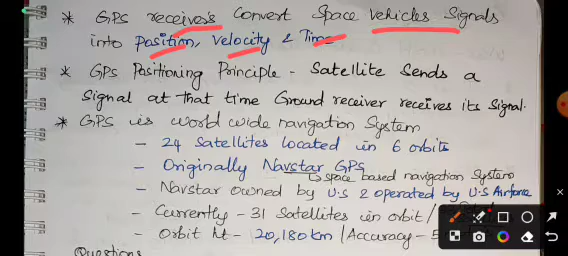 * GPS receivers Convert Space Vehicles Signals
into Position, Velocity & Time
* GPS Positioning Principle - Satellite Sends a
Signal at that time Ground receiver receives its Signal.
* GPS is world wide navigation System
- 24 Satellites located in 6 orbits
- Originally Navstar GPS
↳ space based navigation System
- Navstar owned by U.S & operated by U.S Airforce
- Currently - 31 Satellites in orbit/
- Orbit ht - 20,180 km / Accuracy -
Questions